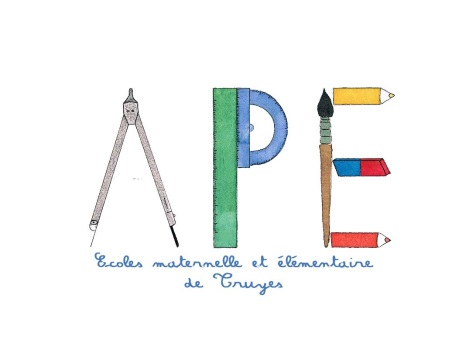 APE
Ecoles maternelle et élémentaire
de Truyes